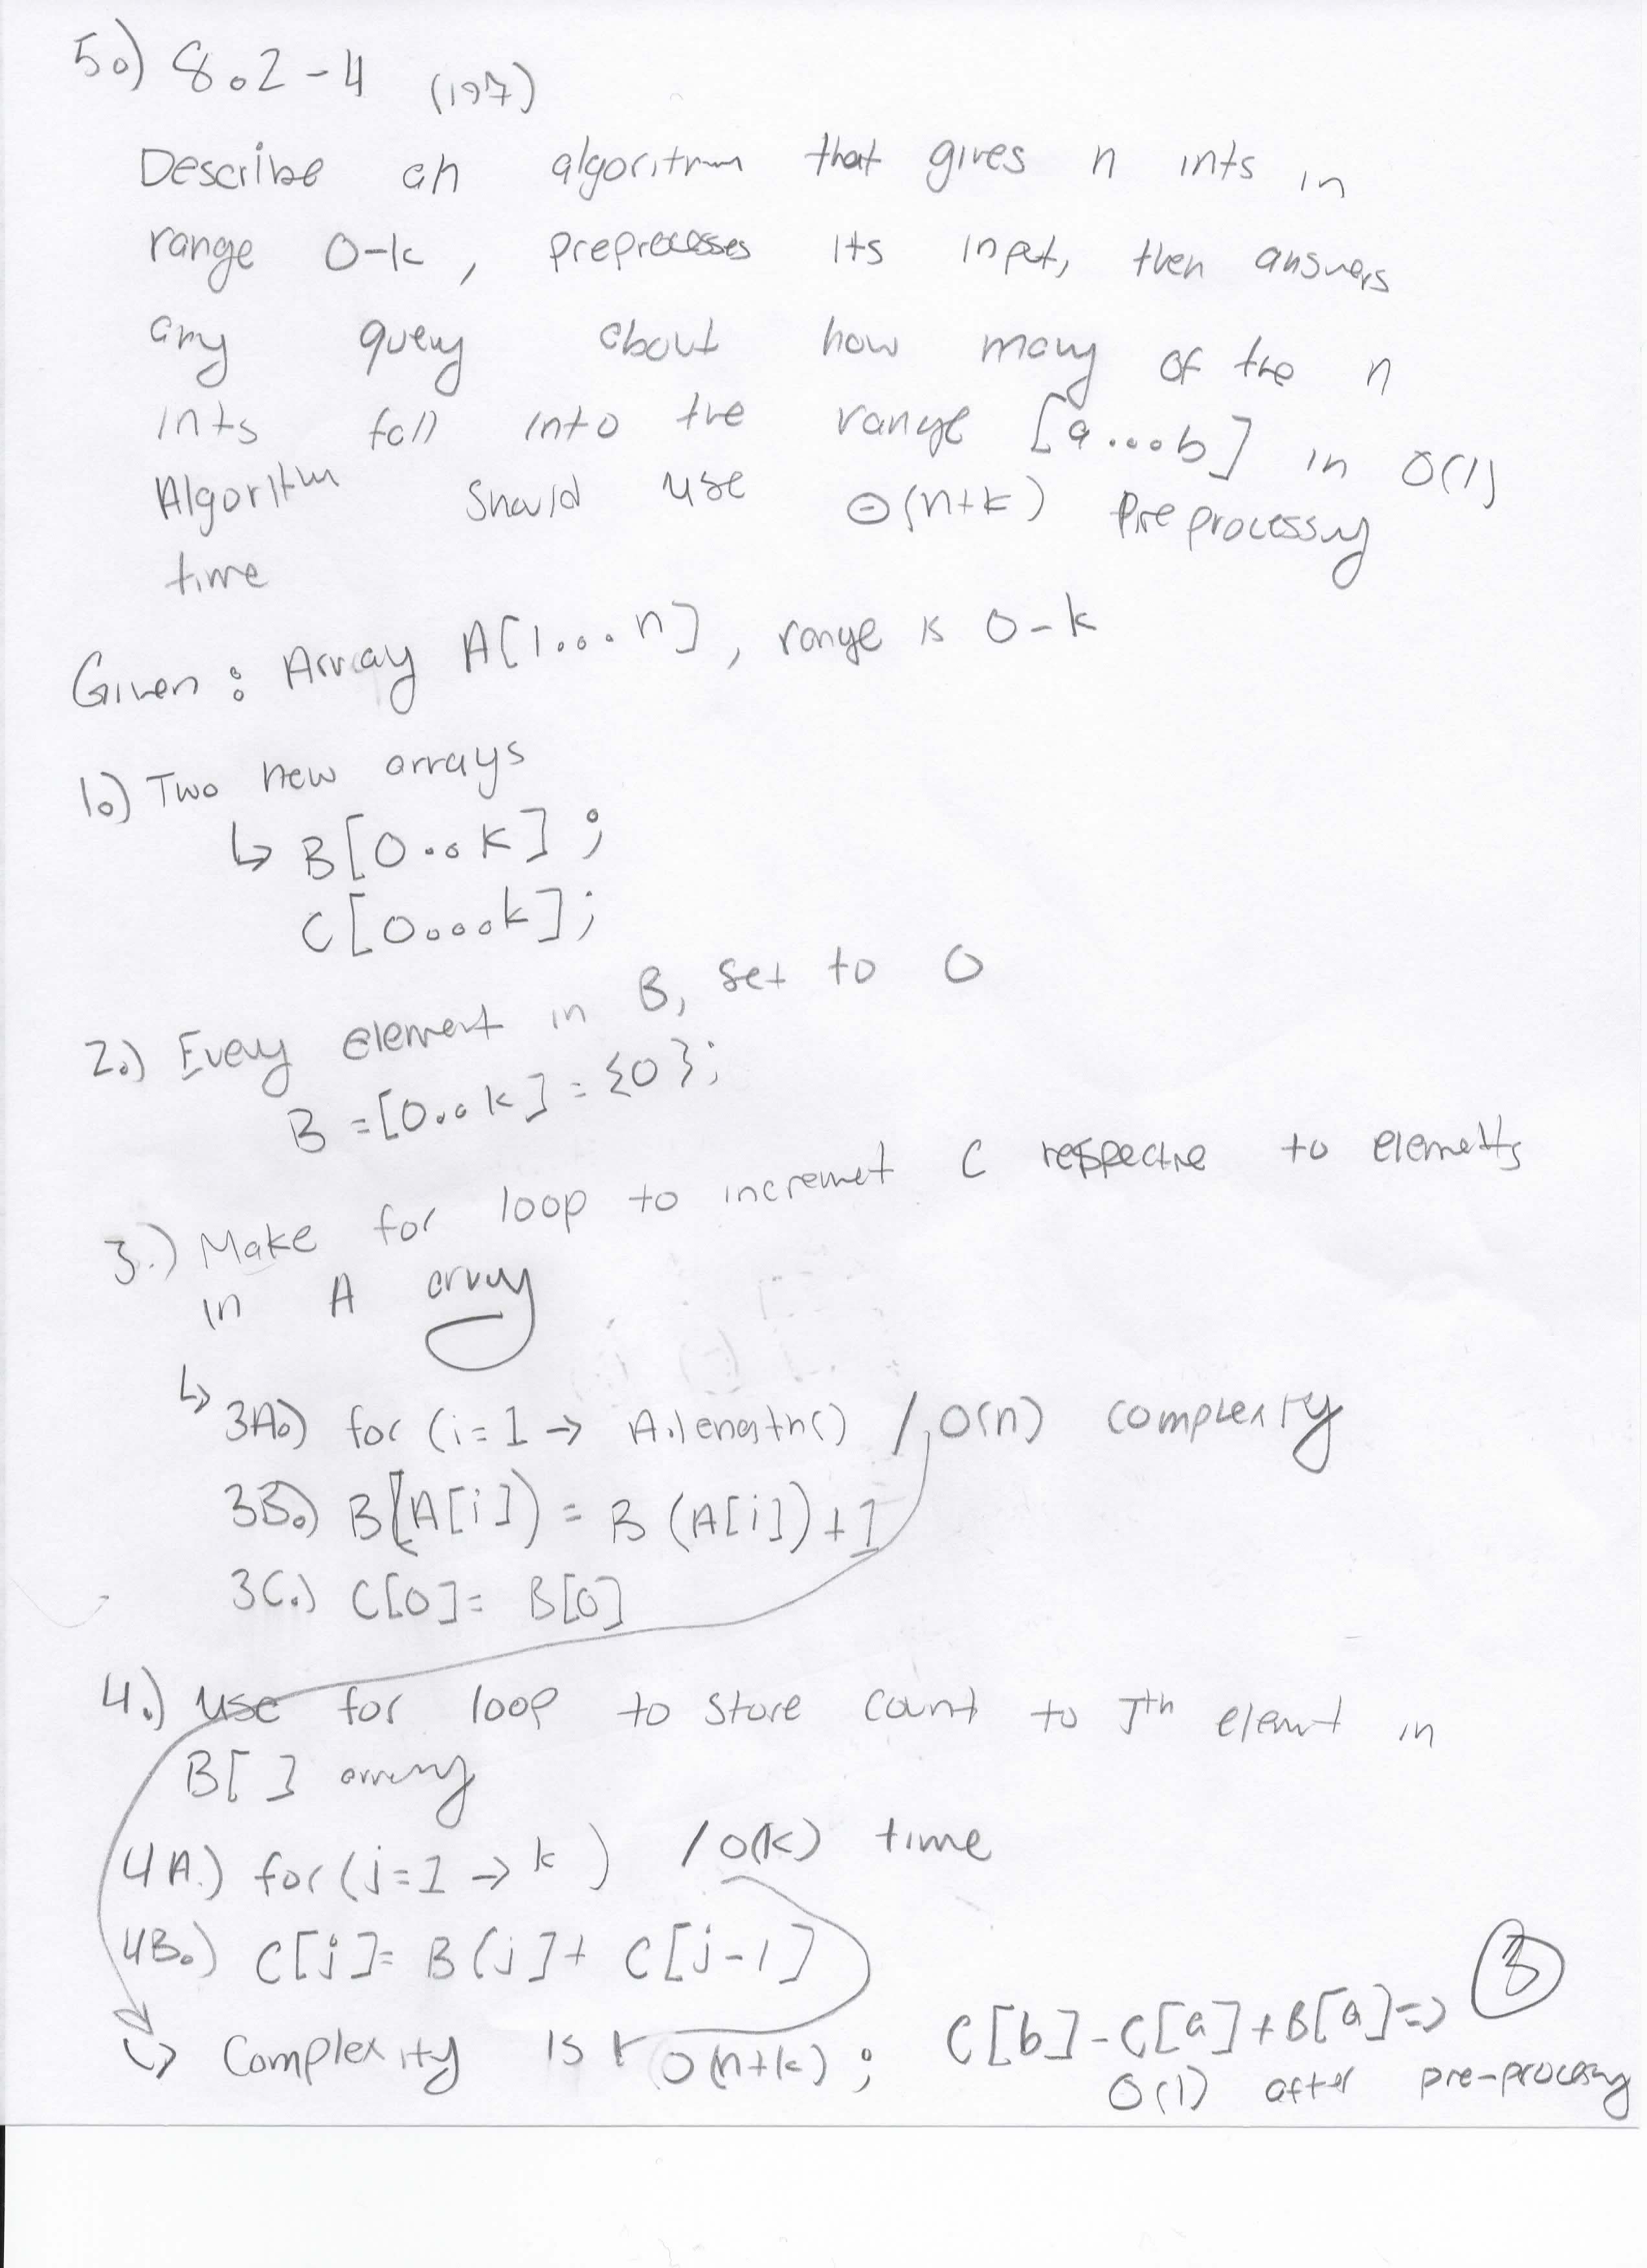 5.) 8.2-4 (197)
Describe an algoritm that gives n ints in
range 0-k, preprocesses its input, then answers
any query about how many of the n
ints fall into the range [a...b] in O(1)
Algorithm should use Θ(n+k) Preprocessing
time
Given: Array A[1...n], range is 0-k
1.) Two new arrays
↳ B[0..k];
C[0...k];
2.) Every element in B, set to 0
B=[0..k]={0};
3.) Make for loop to increment C respective to elements
in A array
↳ 3A.) for (i=1 → A.length() / O(n) complexity
3B.) B[A[i]) = B(A[i])+1
3C.) C[0]= B[0]
4.) use for loop to store count to Jth elemnt in
B[ ] array
4A.) for (j=1 → k) / O(k) time
4B.) C[j]= B(j]+ C[j-1]
↳ Complexity is O(n+k); C[b]-C[a]+B[a]=>
O(1) after pre-processing
3